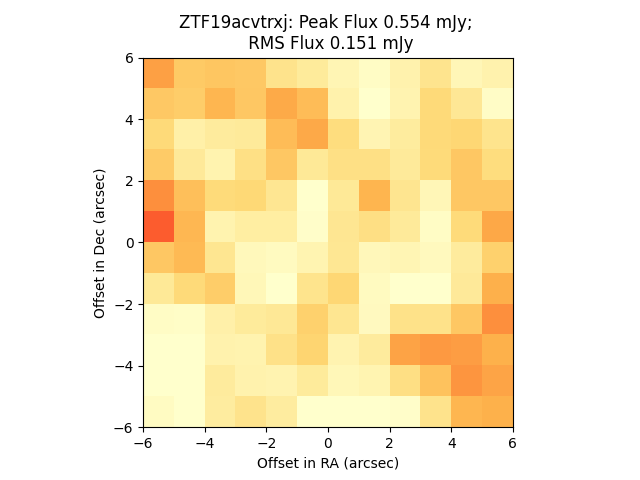 ZTF19acvtrxj: Peak Flux 0.554 mJy;
RMS Flux 0.151 mJy
6
4
2
0
−2
−4
−6
Offset in Dec (arcsec)
−6 −4 −2 0 2 4 6
Offset in RA (arcsec)